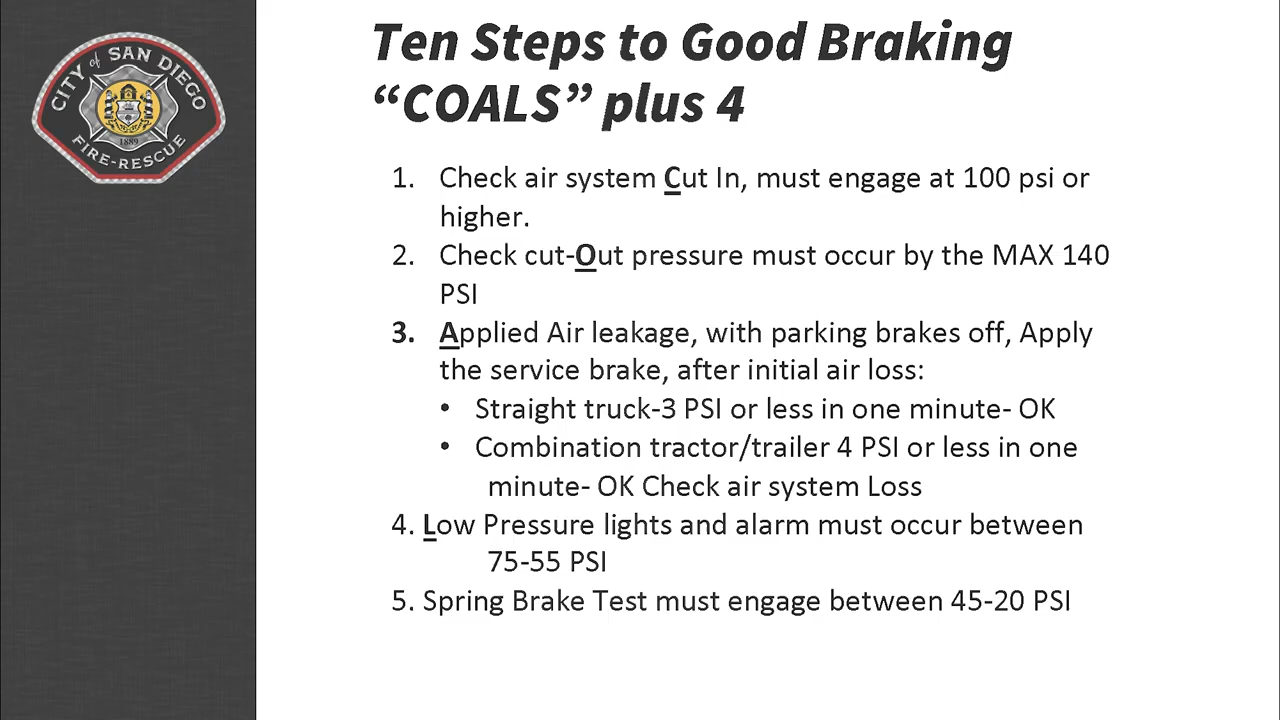 CITY of SAN DIEGO
1889
FIRE-RESCUE
Ten Steps to Good Braking
“COALS” plus 4
1. Check air system Cut In, must engage at 100 psi or
higher.
2. Check cut-Out pressure must occur by the MAX 140
PSI
3. Applied Air leakage, with parking brakes off, Apply
the service brake, after initial air loss:
• Straight truck-3 PSI or less in one minute- OK
• Combination tractor/trailer 4 PSI or less in one
minute- OK Check air system Loss
4. Low Pressure lights and alarm must occur between
75-55 PSI
5. Spring Brake Test must engage between 45-20 PSI